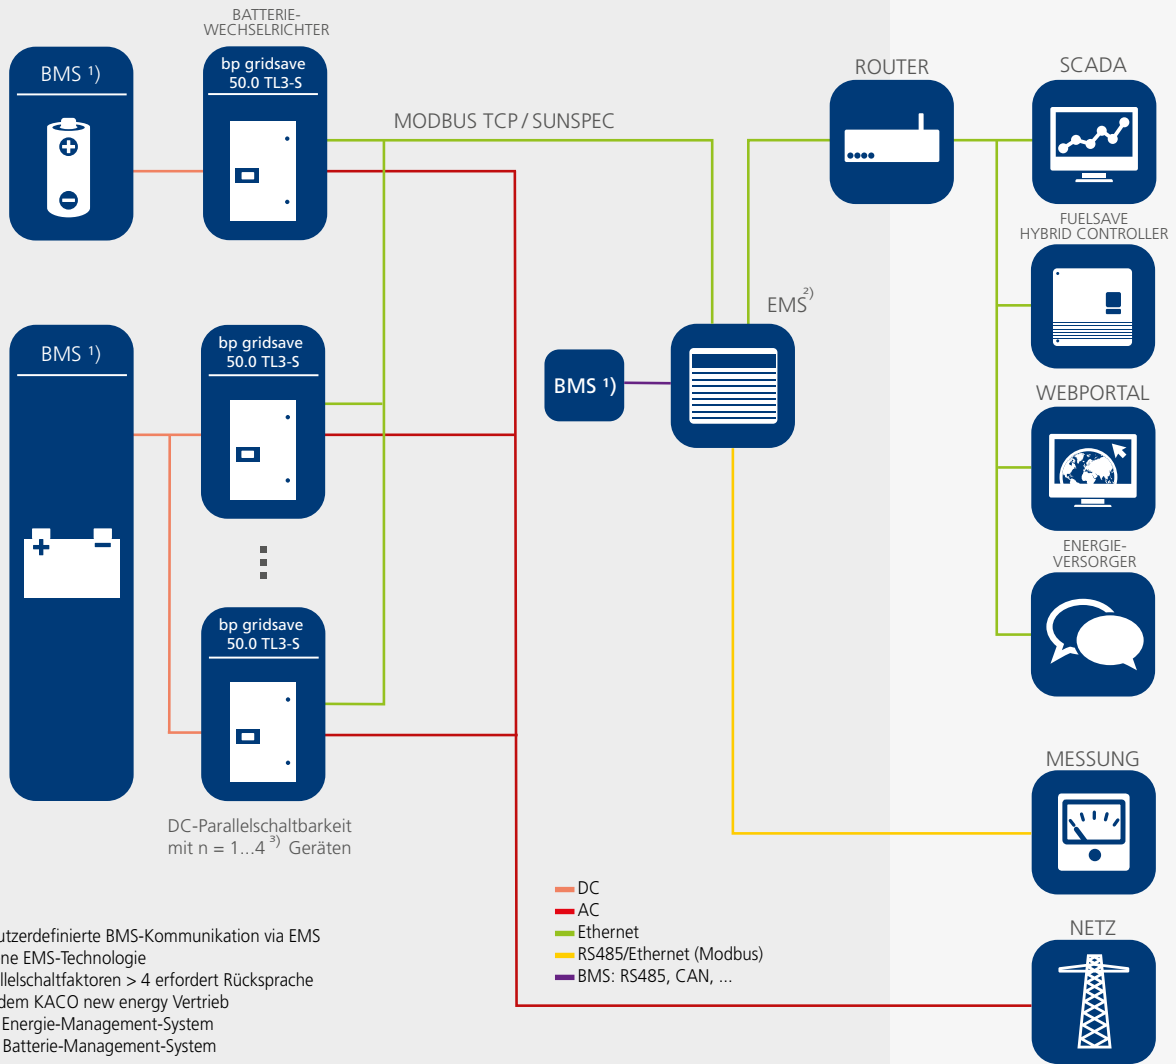 BATTERIE-
WECHSELRICHTER
BMS ¹)
bp gridsave
50.0 TL3-S
MODBUS TCP / SUNSPEC
ROUTER
SCADA
FUELSAVE
HYBRID CONTROLLER
BMS ¹)
bp gridsave
50.0 TL3-S
BMS ¹)
EMS²)
WEBPORTAL
ENERGIE-
VERSORGER
bp gridsave
50.0 TL3-S
DC-Parallelschaltbarkeit
mit n = 1...4 ³) Geräten
MESSUNG
NETZ
DC
AC
Ethernet
RS485/Ethernet (Modbus)
BMS: RS485, CAN, ...
utzerdefinierte BMS-Kommunikation via EMS
ne EMS-Technologie
llelschaltfaktoren > 4 erfordert Rücksprache
dem KACO new energy Vertrieb
Energie-Management-System
Batterie-Management-System